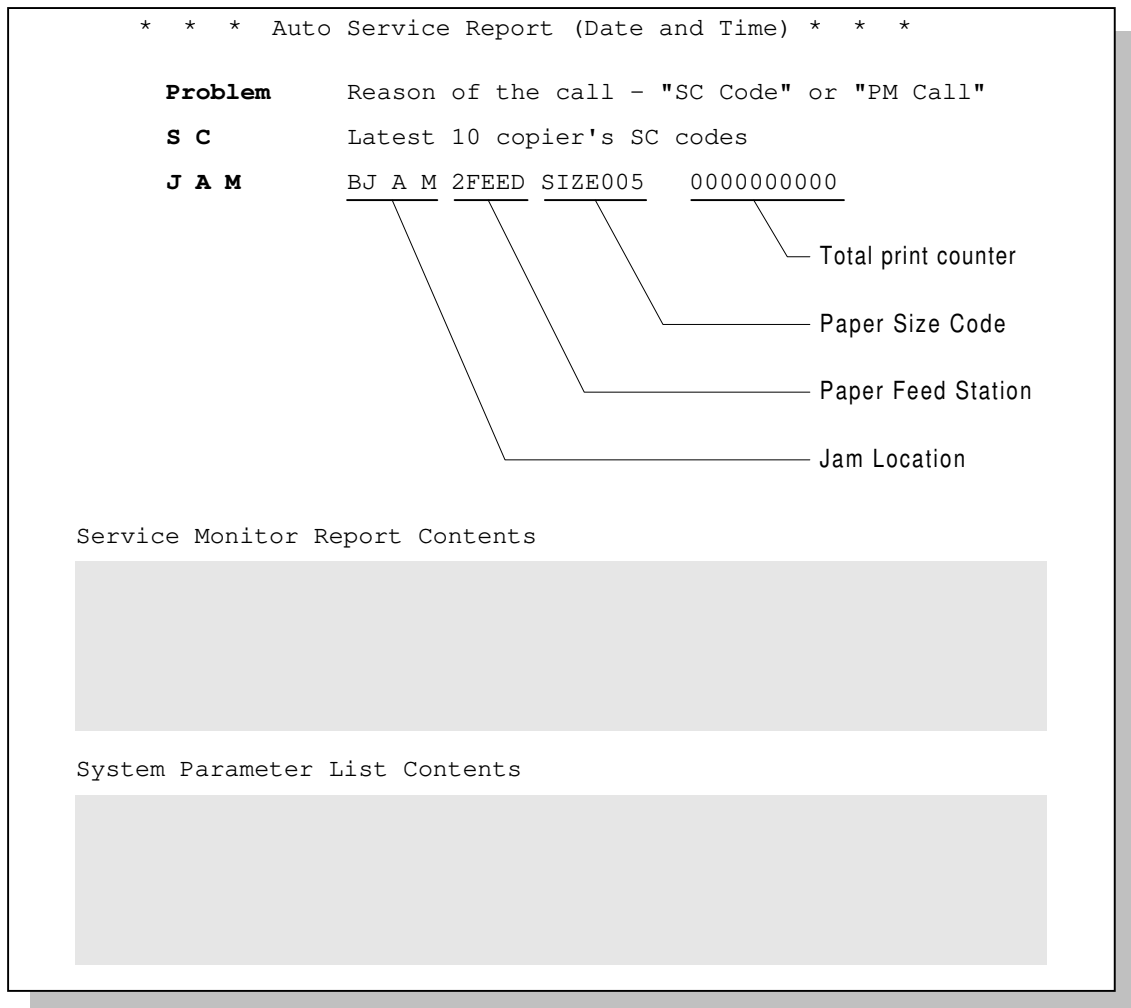 * * * Auto Service Report (Date and Time) * * *
Problem Reason of the call – "SC Code" or "PM Call"
S C Latest 10 copier's SC codes
J A M BJ A M 2FEED SIZE005 0000000000
Total print counter
Paper Size Code
Paper Feed Station
Jam Location
Service Monitor Report Contents
System Parameter List Contents